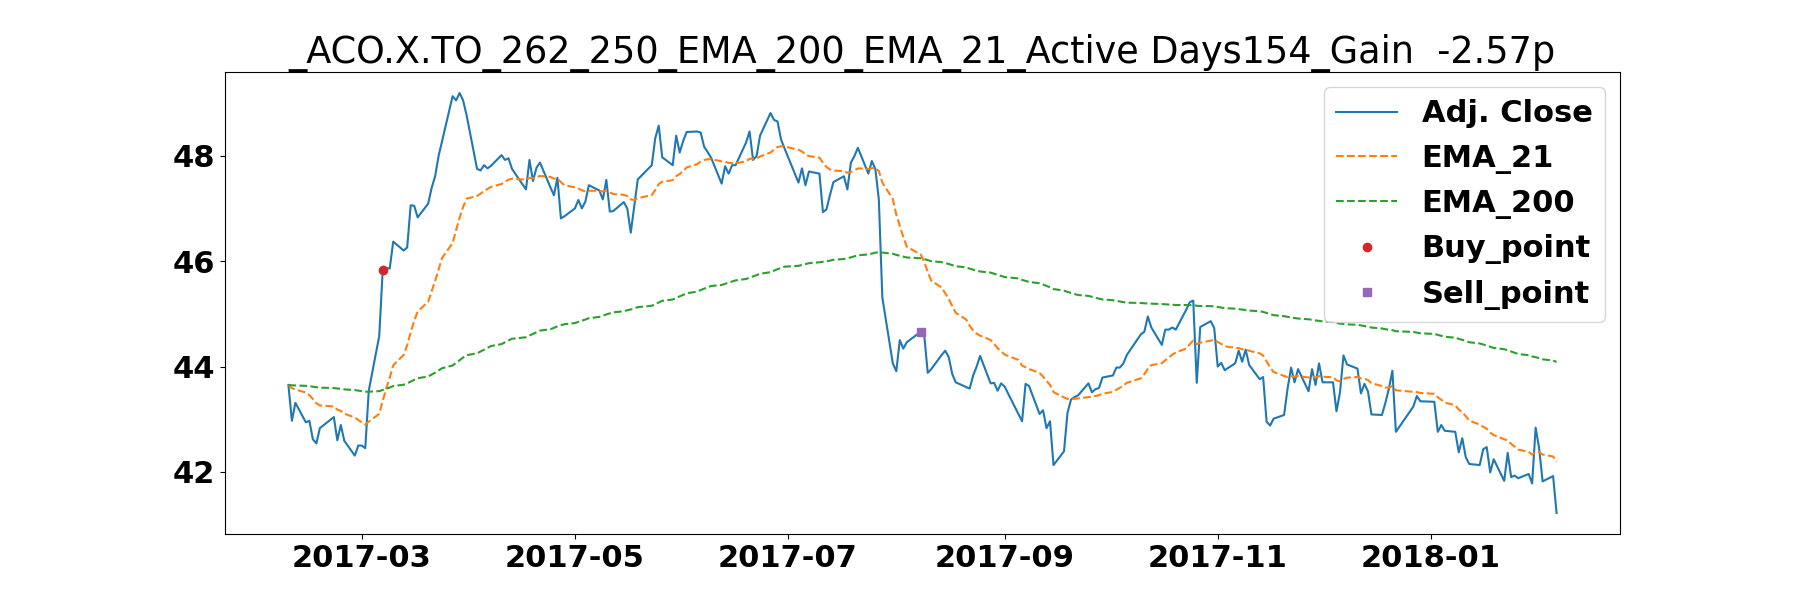 _ACO.X.TO_262_250_EMA_200_EMA_21_Active Days154_Gain  -2.57p
Adj. Close
EMA_21
EMA_200
Buy_point
Sell_point
48
46
44
42
2017-03
2017-05
2017-07
2017-09
2017-11
2018-01